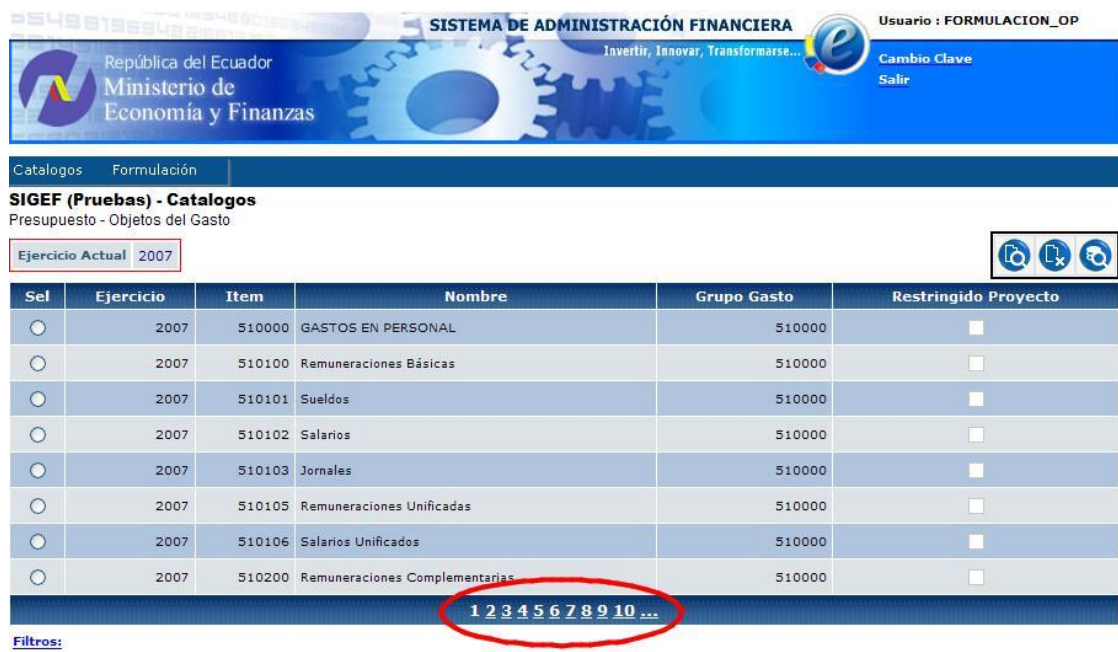 SISTEMA DE ADMINISTRACIÓN FINANCIERA
Usuario : FORMULACION_OP
Invertir, Innovar, Transformarse...
Cambio Clave
Salir
República del Ecuador
Ministerio de
Economía y Finanzas
Catalogos Formulación
SIGEF (Pruebas) - Catalogos
Presupuesto - Objetos del Gasto
Ejercicio Actual 2007
Sel Ejercicio Item Nombre Grupo Gasto Restringido Proyecto
2007 510000 GASTOS EN PERSONAL 510000
2007 510100 Remuneraciones Básicas 510000
2007 510101 Sueldos 510000
2007 510102 Salarios 510000
2007 510103 Jornales 510000
2007 510105 Remuneraciones Unificadas 510000
2007 510106 Salarios Unificados 510000
2007 510200 Remuneraciones Complementarias 510000
1 2 3 4 5 6 7 8 9 10 ...
Filtros: